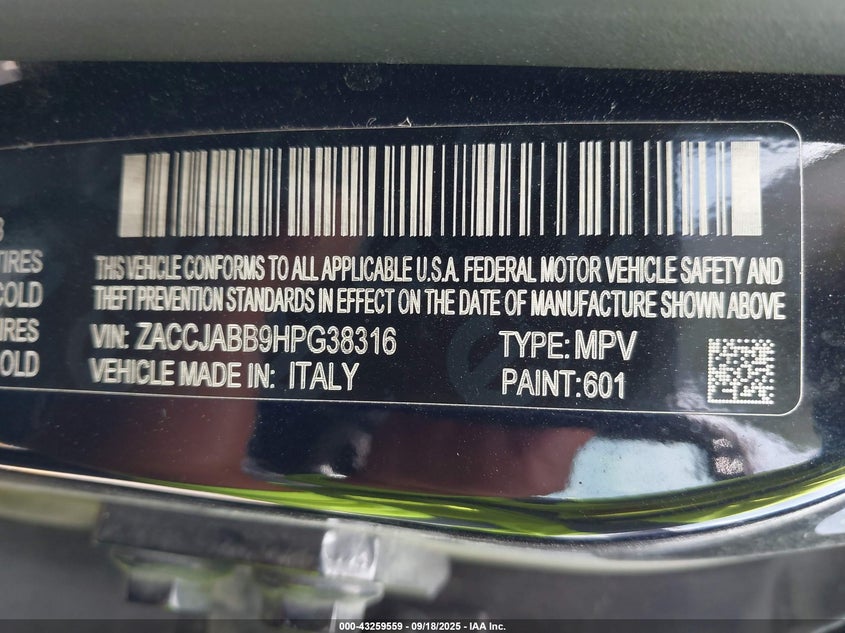 3
TIRES
COLD
IRES
OLD
THIS VEHICLE CONFORMS TO ALL APPLICABLE U.S.A. FEDERAL MOTOR VEHICLE SAFETY AND
THEFT PREVENTION STANDARDS IN EFFECT ON THE DATE OF MANUFACTURE SHOWN ABOVE
VIN: ZACCJABB9HPG38316 TYPE: MPV
VEHICLE MADE IN: ITALY PAINT:601
000-43259559 - 09/18/2025 - IAA Inc.